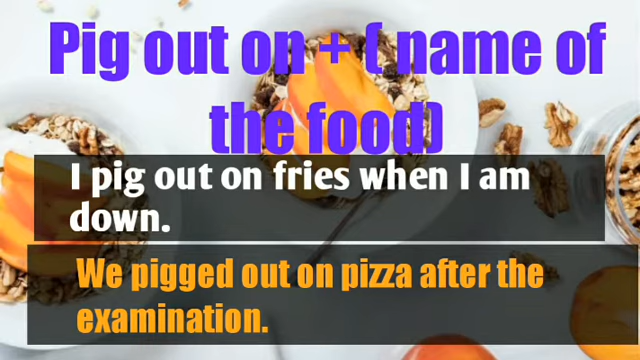 Pig out on + ( name of
the food)
I pig out on fries when I am
down.
We pigged out on pizza after the
examination.